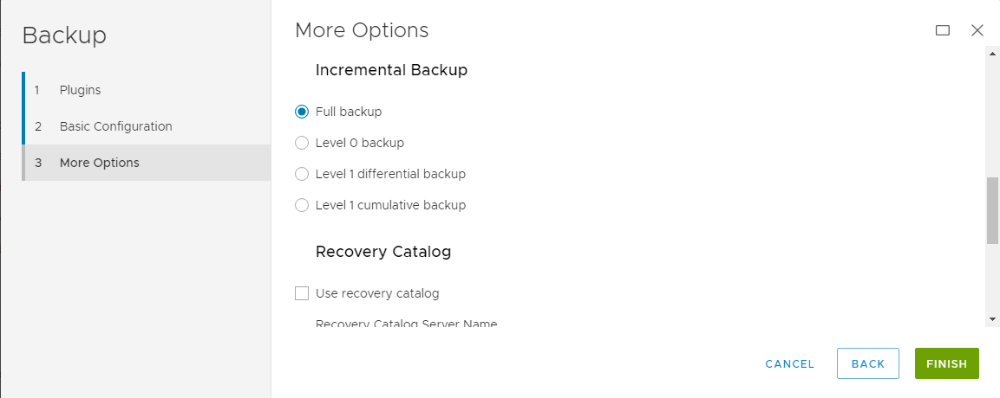 Backup
1 Plugins
2 Basic Configuration
3 More Options
More Options
Incremental Backup
Full backup
Level 0 backup
Level 1 differential backup
Level 1 cumulative backup
Recovery Catalog
Use recovery catalog
Recovery Catalog Server Name
CANCEL
BACK
FINISH